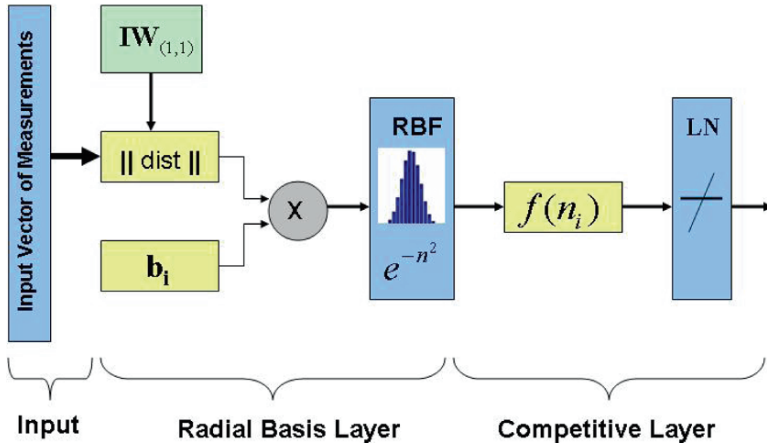 Input Vector of Measurements
IW(1,1)
|| dist ||
bᵢ
X
RBF
e^{-n^2}
f(nᵢ)
LN
Input
Radial Basis Layer
Competitive Layer